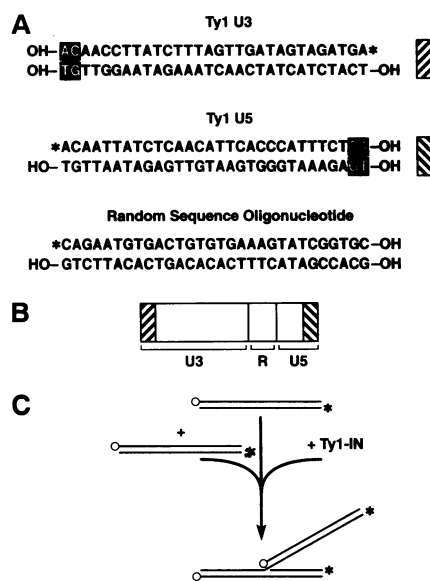 A
Ty1 U3
OH–ACAACCTTATCTTTAGTTGATAGTAGATGA*
TGTTGGAATAGAAATCAACTATCATCTACT–OH
Ty1 U5
*ACAATTATCTCAACATTCACCCATTTCT –OH
HO–TGTTAATAGAGTTGTAAGTGGGTAAAGAGT
Random Sequence Oligonucleotide
*CAGAATGTGACTGTGTGAAAGTATCGGTGC–OH
HO–GTCTTACACTGACACACTTTCATAGCCACG–OH
B
U3 R U5
C
*
+
+ Ty1-IN
*
*
*